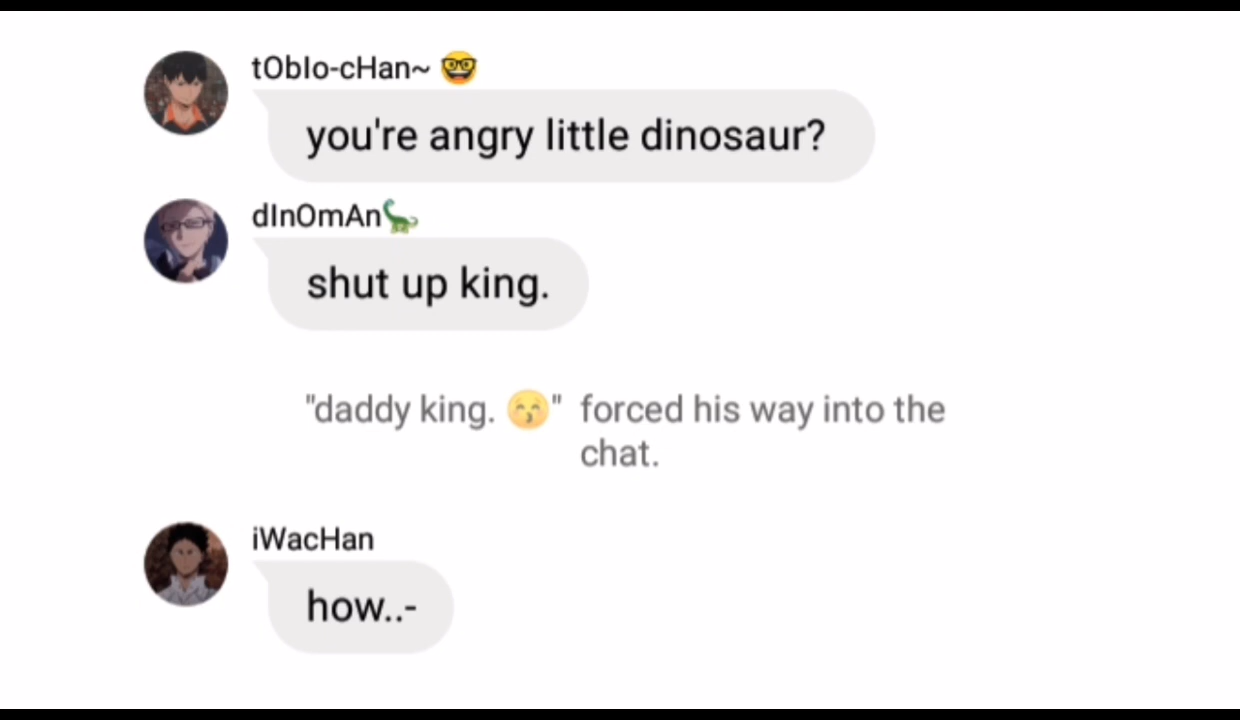 tObIo-cHan~ 🤓
you're angry little dinosaur?
dInOmAn🦕
shut up king.
"daddy king. 😚" forced his way into the
chat.
iWacHan
how..-